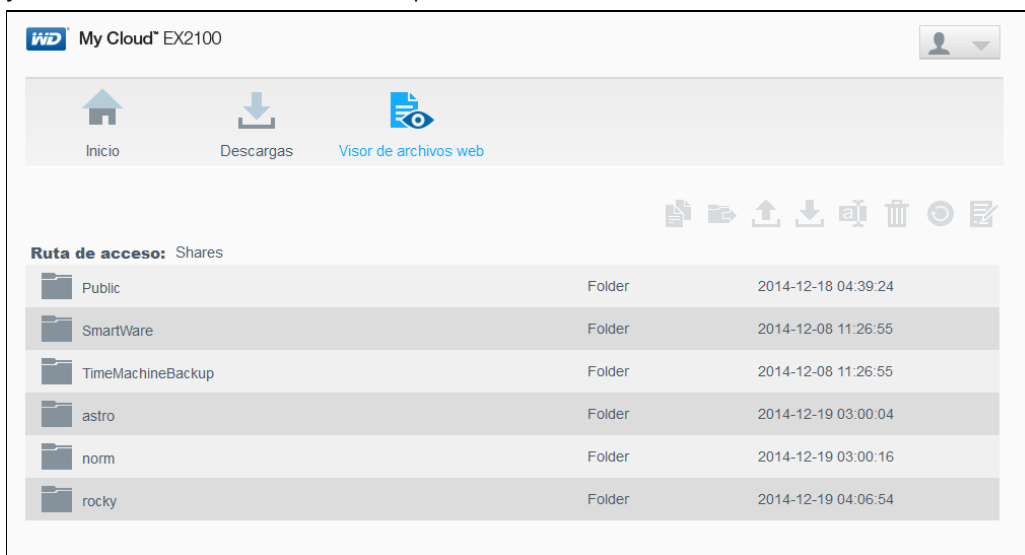 WD My Cloud™ EX2100
Inicio Descargas Visor de archivos web
Ruta de acceso: Shares
Public Folder 2014-12-18 04:39:24
SmartWare Folder 2014-12-08 11:26:55
TimeMachineBackup Folder 2014-12-08 11:26:55
astro Folder 2014-12-19 03:00:04
norm Folder 2014-12-19 03:00:16
rocky Folder 2014-12-19 04:06:54